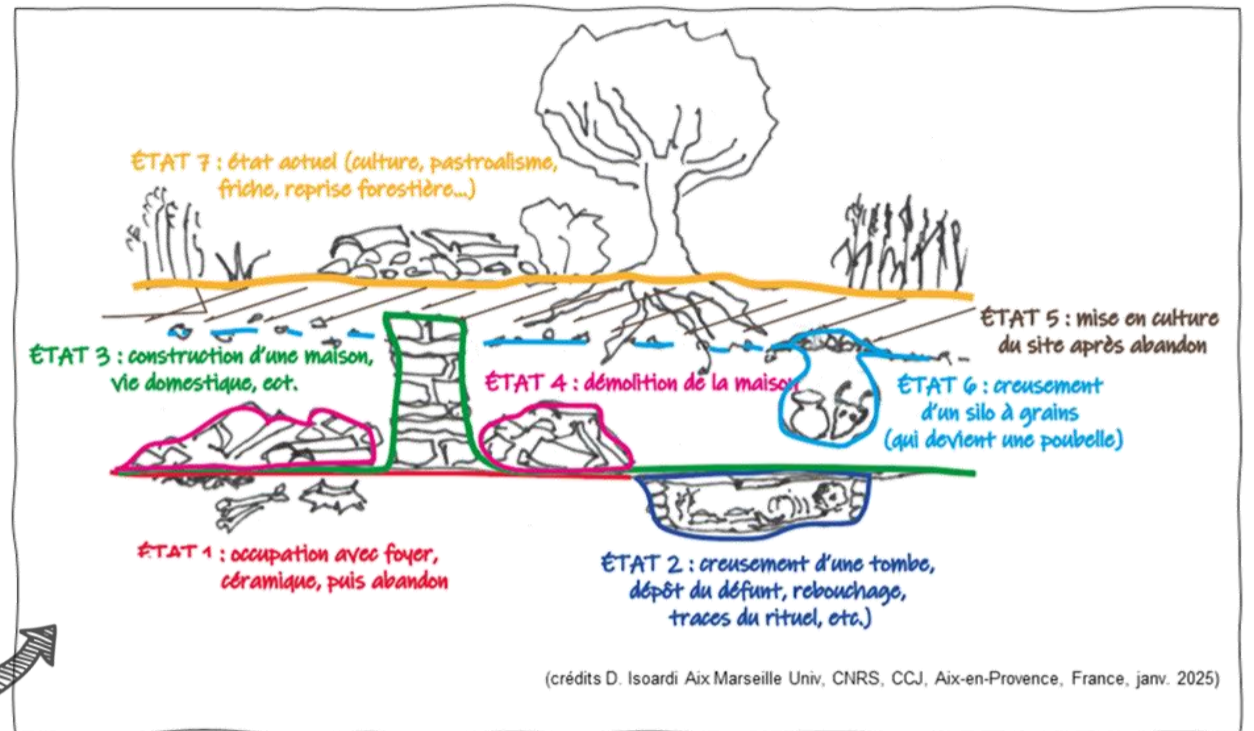 ÉTAT 7 : état actuel (culture, pastroalisme,
friche, reprise forestière...)
ÉTAT 5 : mise en culture
du site après abandon
ÉTAT 3 : construction d'une maison,
vie domestique, ect.
ÉTAT 4 : démolition de la maison
ÉTAT 6 : creusement
d'un silo à grains
(qui devient une poubelle)
ÉTAT 1 : occupation avec foyer,
céramique, puis abandon
ÉTAT 2 : creusement d'une tombe,
dépôt du défunt, rebouchage,
traces du rituel, etc.)
(crédits D. Isoardi Aix Marseille Univ, CNRS, CCJ, Aix-en-Provence, France, janv. 2025)